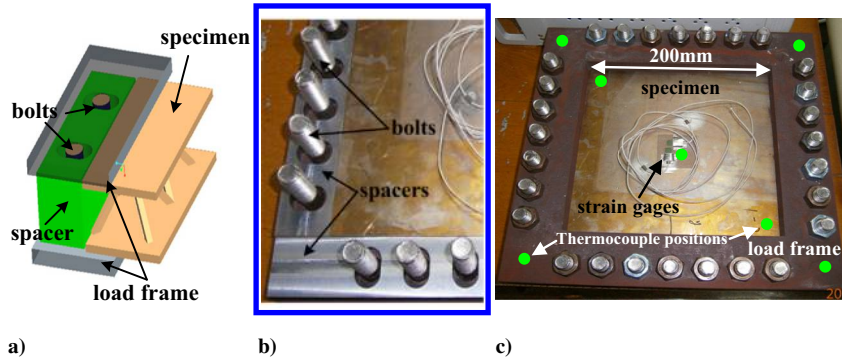 specimen
bolts
spacer
load frame
a)
bolts
spacers
b)
200mm
specimen
strain gages
Thermocouple positions
load frame
20
c)